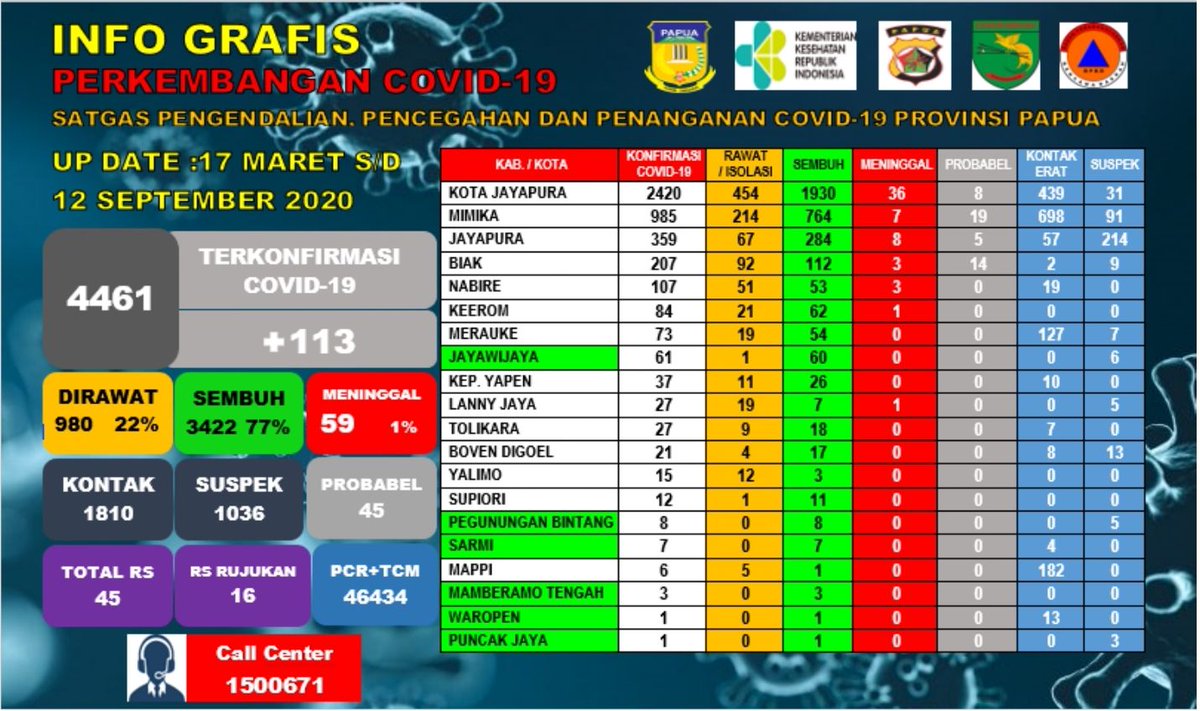 INFO GRAFIS
PERKEMBANGAN COVID-19
SATGAS PENGENDALIAN. PENCEGAHAN DAN PENANGANAN COVID-19 PROVINSI PAPUA
PAPUA
KEMENTERIAN
KESEHATAN
REPUBLIK
INDONESIA
PAPUA
BPBD
UP DATE :17 MARET S/D
12 SEPTEMBER 2020
4461
TERKONFIRMASI
COVID-19
+113
DIRAWAT
980 22%
SEMBUH
3422 77%
MENINGGAL
59 1%
KONTAK
1810
SUSPEK
1036
PROBABEL
45
TOTAL RS
45
RS RUJUKAN
16
PCR+TCM
46434
Call Center
1500671
KAB. / KOTA KONFIRMASI COVID-19 RAWAT / ISOLASI SEMBUH MENINGGAL PROBABEL KONTAK ERAT SUSPEK
KOTA JAYAPURA 2420 454 1930 36 8 439 31
MIMIKA 985 214 764 7 19 698 91
JAYAPURA 359 67 284 8 5 57 214
BIAK 207 92 112 3 14 2 9
NABIRE 107 51 53 3 0 19 0
KEEROM 84 21 62 1 0 0 0
MERAUKE 73 19 54 0 0 127 7
JAYAWIJAYA 61 1 60 0 0 0 6
KEP. YAPEN 37 11 26 0 0 10 0
LANNY JAYA 27 19 7 1 0 0 5
TOLIKARA 27 9 18 0 0 7 0
BOVEN DIGOEL 21 4 17 0 0 8 13
YALIMO 15 12 3 0 0 0 0
SUPIORI 12 1 11 0 0 0 0
PEGUNUNGAN BINTANG 8 0 8 0 0 0 5
SARMI 7 0 7 0 0 4 0
MAPPI 6 5 1 0 0 182 0
MAMBERAMO TENGAH 3 0 3 0 0 0 0
WAROPEN 1 0 1 0 0 13 0
PUNCAK JAYA 1 0 1 0 0 0 3